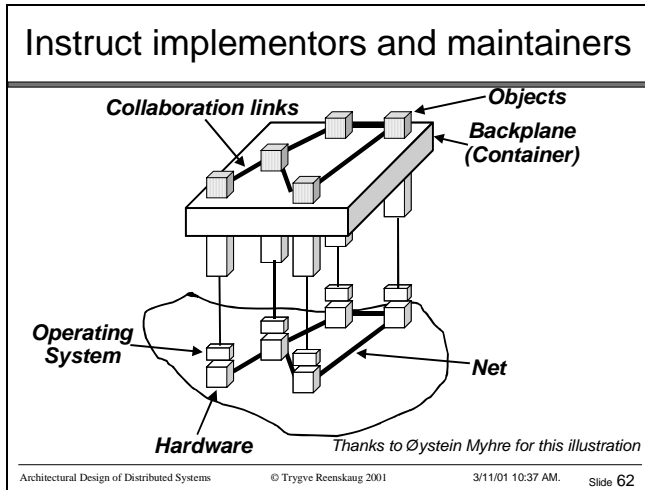 Instruct implementors and maintainers
Collaboration links
Objects
Backplane
(Container)
Operating
System
Net
Hardware
Thanks to Øystein Myhre for this illustration
Architectural Design of Distributed Systems © Trygve Reenskaug 2001 3/11/01 10:37 AM. Slide 62